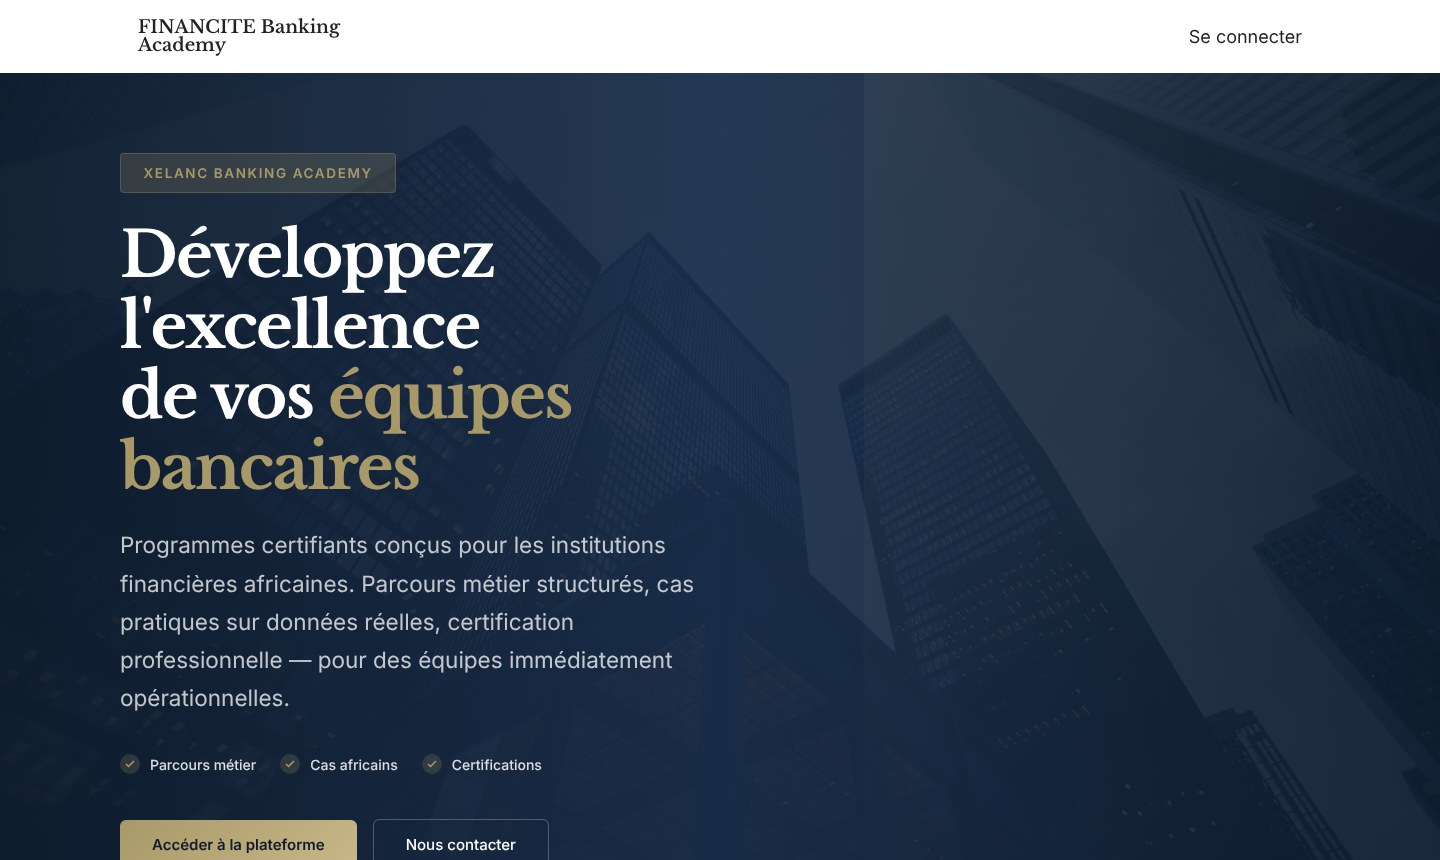 FINANCITE Banking
Academy
Se connecter
XELANC BANKING ACADEMY
Développez
l'excellence
de vos équipes
bancaires
Programmes certifiants conçus pour les institutions
financières africaines. Parcours métier structurés, cas
pratiques sur données réelles, certification
professionnelle — pour des équipes immédiatement
opérationnelles.
Parcours métier
Cas africains
Certifications
Accéder à la plateforme
Nous contacter